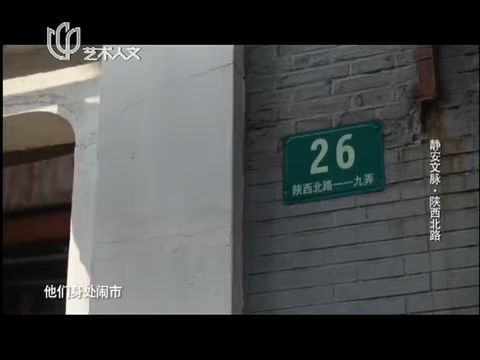 艺术人文
26
陕西北路一一九弄
静安文脉·陕西北路
他们身处闹市